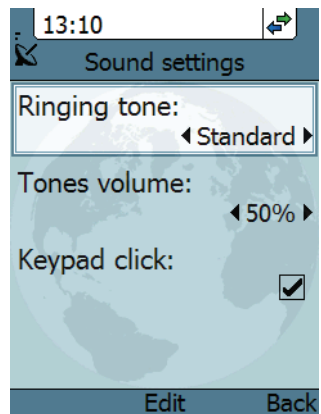 13:10
Sound settings
Ringing tone:
Standard
Tones volume:
50%
Keypad click:
Edit Back